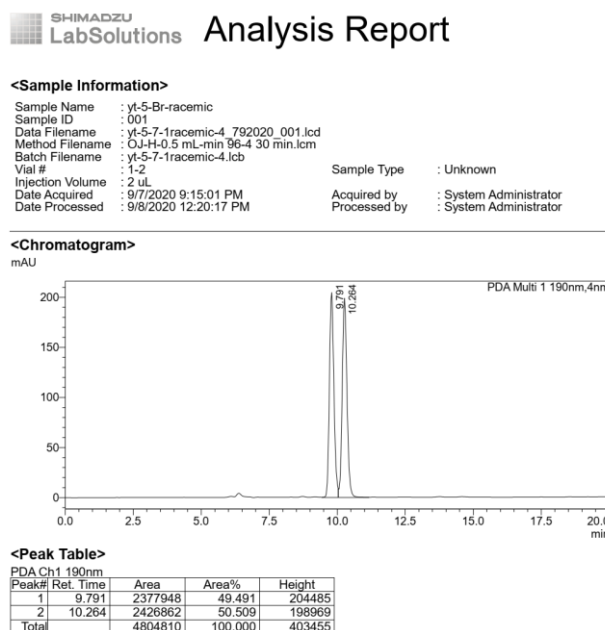 SHIMADZU
LabSolutions Analysis Report
<Sample Information>
Sample Name : yt-5-Br-racemic
Sample ID : 001
Data Filename : yt-5-7-1racemic-4_792020_001.lcd
Method Filename : OJ-H-0.5 mL-min 96-4 30 min.lcm
Batch Filename : yt-5-7-1racemic-4.lcb
Vial # : 1-2 Sample Type : Unknown
Injection Volume : 2 uL
Date Acquired : 9/7/2020 9:15:01 PM Acquired by : System Administrator
Date Processed : 9/8/2020 12:20:17 PM Processed by : System Administrator
<Chromatogram>
mAU
PDA Multi 1 190nm,4nm
9.791
10.264
200
150
100
50
0
0.0 2.5 5.0 7.5 10.0 12.5 15.0 17.5 20.0
min
<Peak Table>
PDA Ch1 190nm
Peak# Ret. Time Area Area% Height
1 9.791 2377948 49.491 204485
2 10.264 2426862 50.509 198969
Total 4804810 100.000 403455